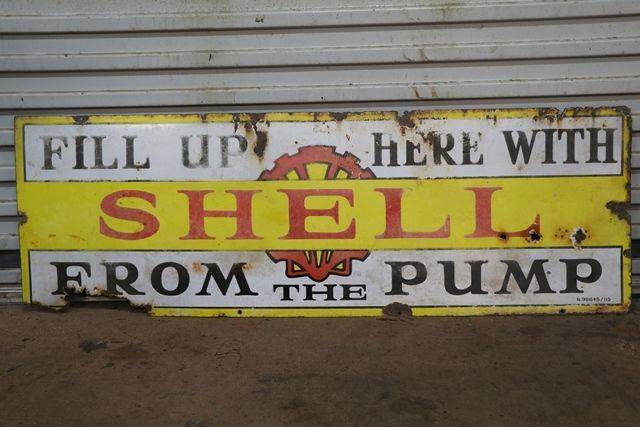 FILL UP HERE WITH
SHELL
FROM THE PUMP